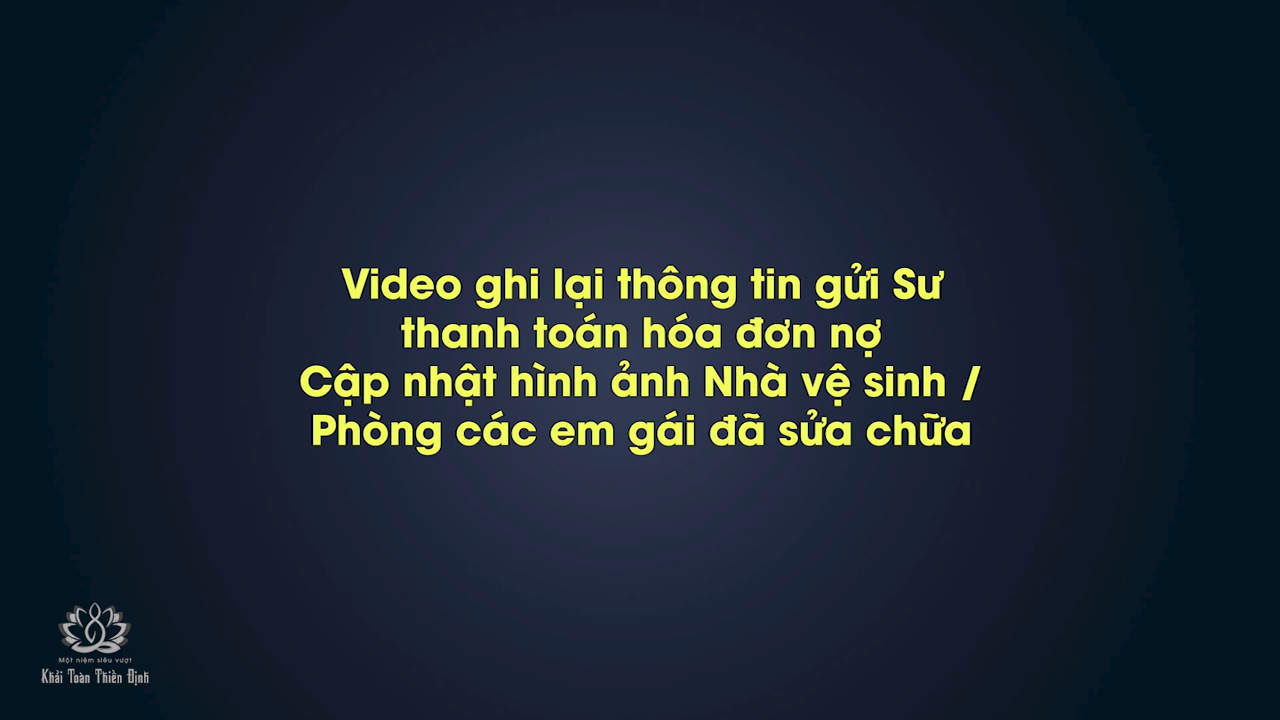 Video ghi lại thông tin gửi Sư
thanh toán hóa đơn nợ
Cập nhật hình ảnh Nhà vệ sinh /
Phòng các em gái đã sửa chữa
Một niệm siêu vượt
Khải Toàn Thiền Định